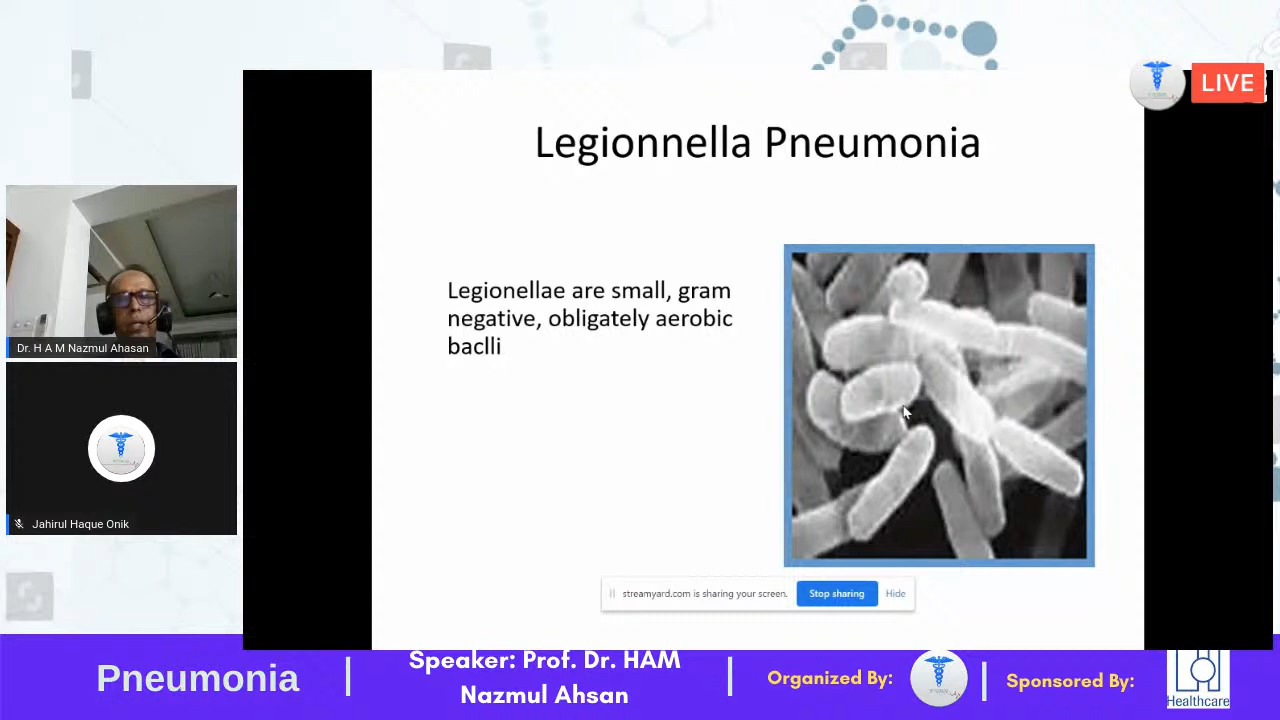 LIVE
Legionnella Pneumonia
Legionellae are small, gram
negative, obligately aerobic
baclli
Dr. H A M Nazmul Ahasan
Jahirul Haque Onik
streamyard.com is sharing your screen.
Stop sharing
Hide
Pneumonia
Speaker: Prof. Dr. HAM
Nazmul Ahsan
Organized By:
Sponsored By:
Healthcare